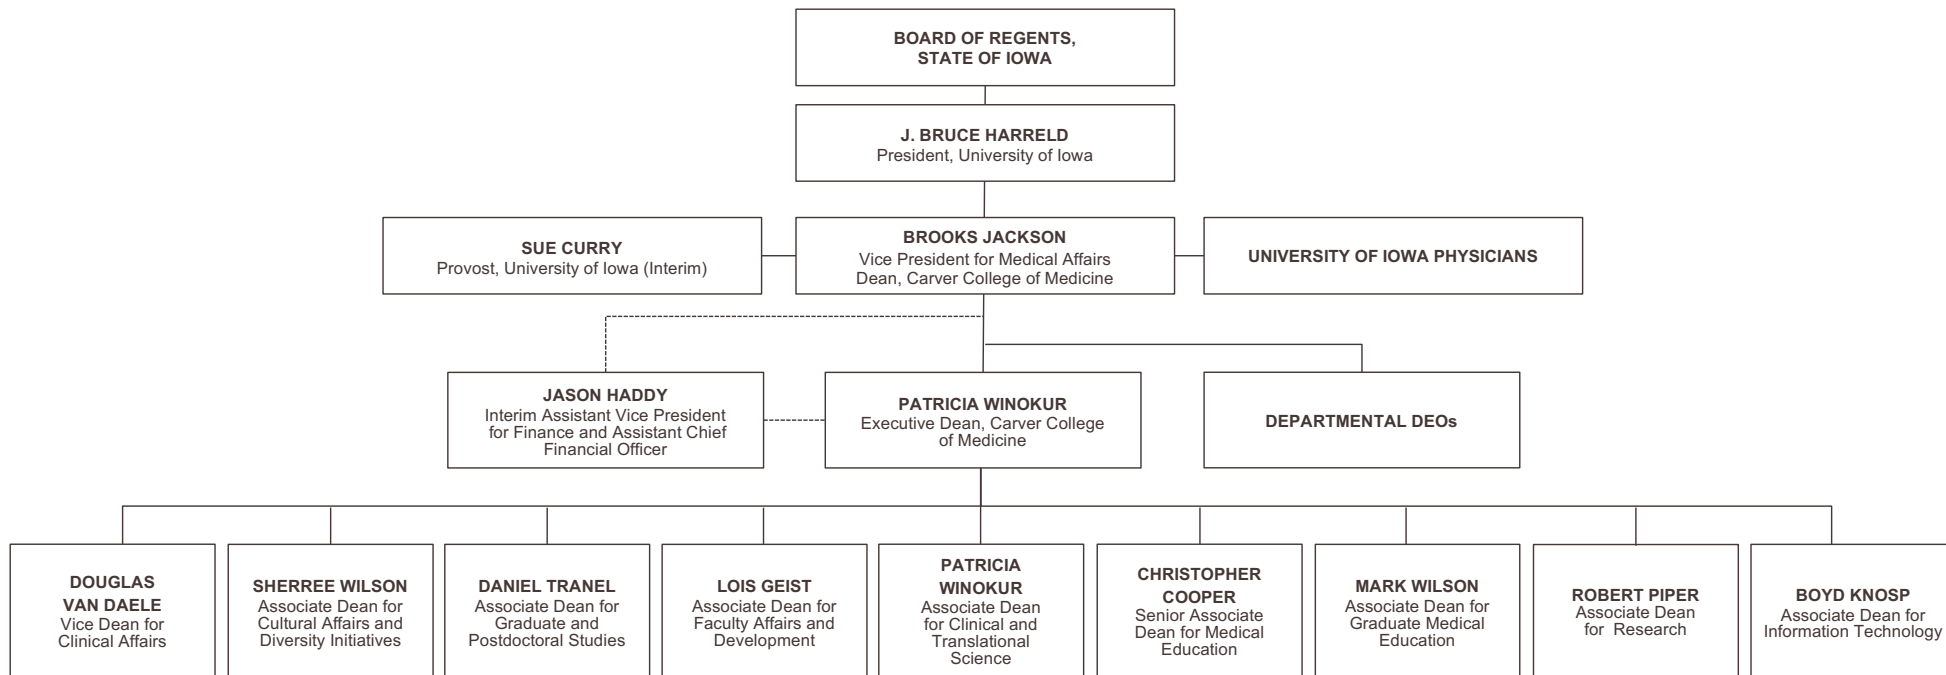 BOARD OF REGENTS,
STATE OF IOWA
J. BRUCE HARRELD
President, University of Iowa
SUE CURRY
Provost, University of Iowa (Interim)
BROOKS JACKSON
Vice President for Medical Affairs
Dean, Carver College of Medicine
UNIVERSITY OF IOWA PHYSICIANS
JASON HADDY
Interim Assistant Vice President
for Finance and Assistant Chief
Financial Officer
PATRICIA WINOKUR
Executive Dean, Carver College
of Medicine
DEPARTMENTAL DEOs
DOUGLAS
VAN DAELE
Vice Dean for
Clinical Affairs
SHERREE WILSON
Associate Dean for
Cultural Affairs and
Diversity Initiatives
DANIEL TRANEL
Associate Dean for
Graduate and
Postdoctoral Studies
LOIS GEIST
Associate Dean for
Faculty Affairs and
Development
PATRICIA
WINOKUR
Associate Dean
for Clinical and
Translational
Science
CHRISTOPHER
COOPER
Senior Associate
Dean for Medical
Education
MARK WILSON
Associate Dean for
Graduate Medical
Education
ROBERT PIPER
Associate Dean
for Research
BOYD KNOSP
Associate Dean for
Information Technology